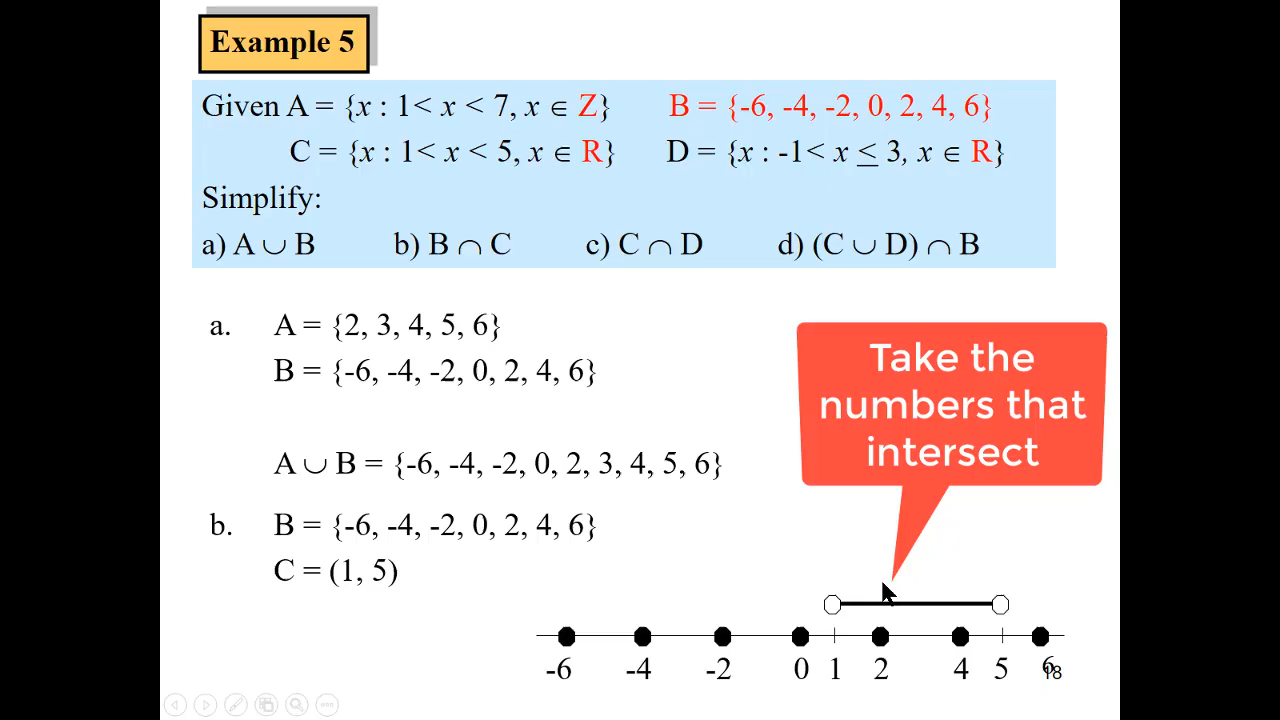 Example 5
Given A = {x : 1< x < 7, x ∈ Z} B = {-6, -4, -2, 0, 2, 4, 6}
C = {x : 1< x < 5, x ∈ R} D = {x : -1< x ≤ 3, x ∈ R}
Simplify:
a) A ∪ B b) B ∩ C c) C ∩ D d) (C ∪ D) ∩ B
a. A = {2, 3, 4, 5, 6}
B = {-6, -4, -2, 0, 2, 4, 6}
A ∪ B = {-6, -4, -2, 0, 2, 3, 4, 5, 6}
Take the
numbers that
intersect
b. B = {-6, -4, -2, 0, 2, 4, 6}
C = (1, 5)
-6 -4 -2 0 1 2 4 5 6
18